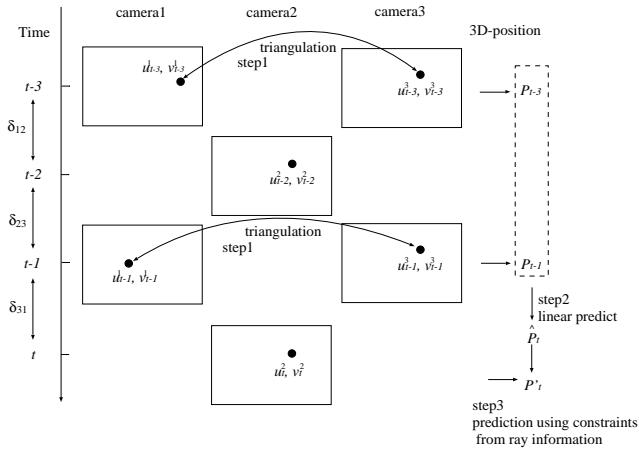 camera1 camera2 camera3
Time triangulation 3D-position
step1
u¹t-3, v¹t-3
u³t-3, v³t-3
t-3 Pt-3
δ12
t-2 u²t-2, v²t-2
δ23
triangulation
step1
t-1 Pt-1
u¹t-1, v¹t-1 u³t-1, v³t-1
δ31
step2
linear predict
P̂t
t
u²t, v²t
P't
step3
prediction using constraints
from ray information